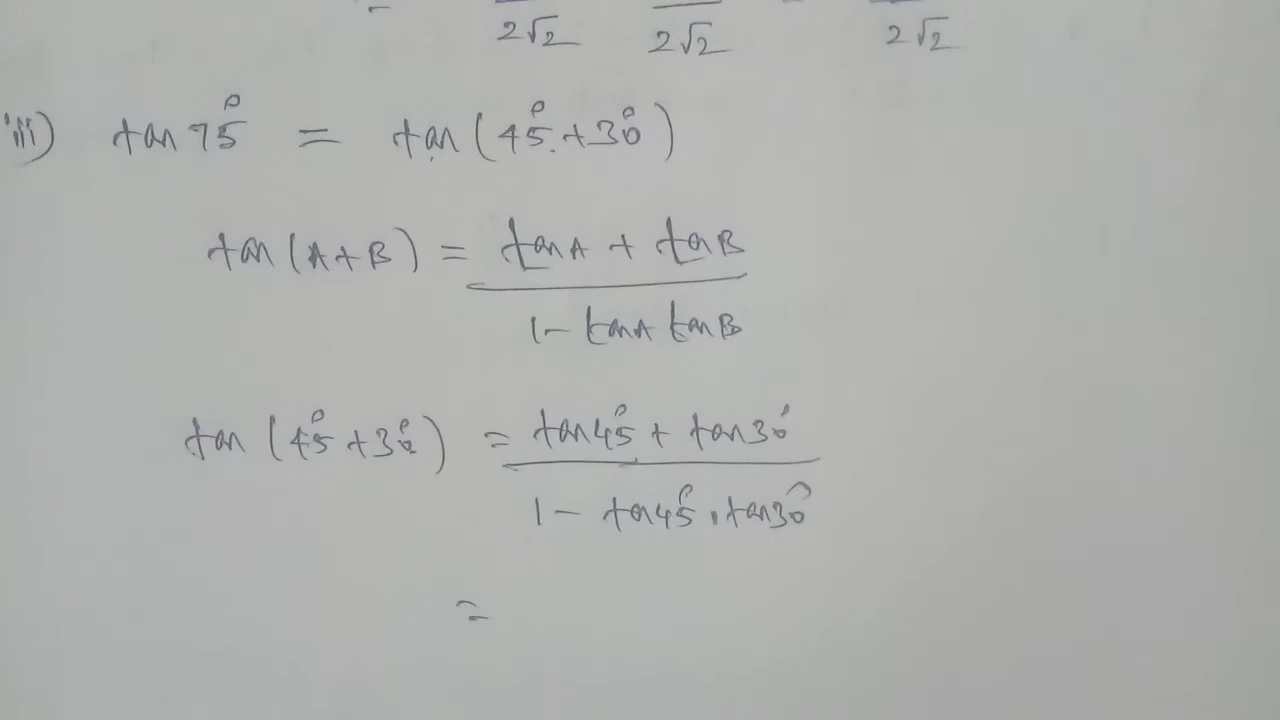 = 2√2 2√2 - 2√2
iii) tan 75° = tan (45° + 30°)
tan (A+B) = tanA + tanB
1 - tanA tanB
tan (45° + 30°) = tan45° + tan30°
1 - tan45° . tan30°
=